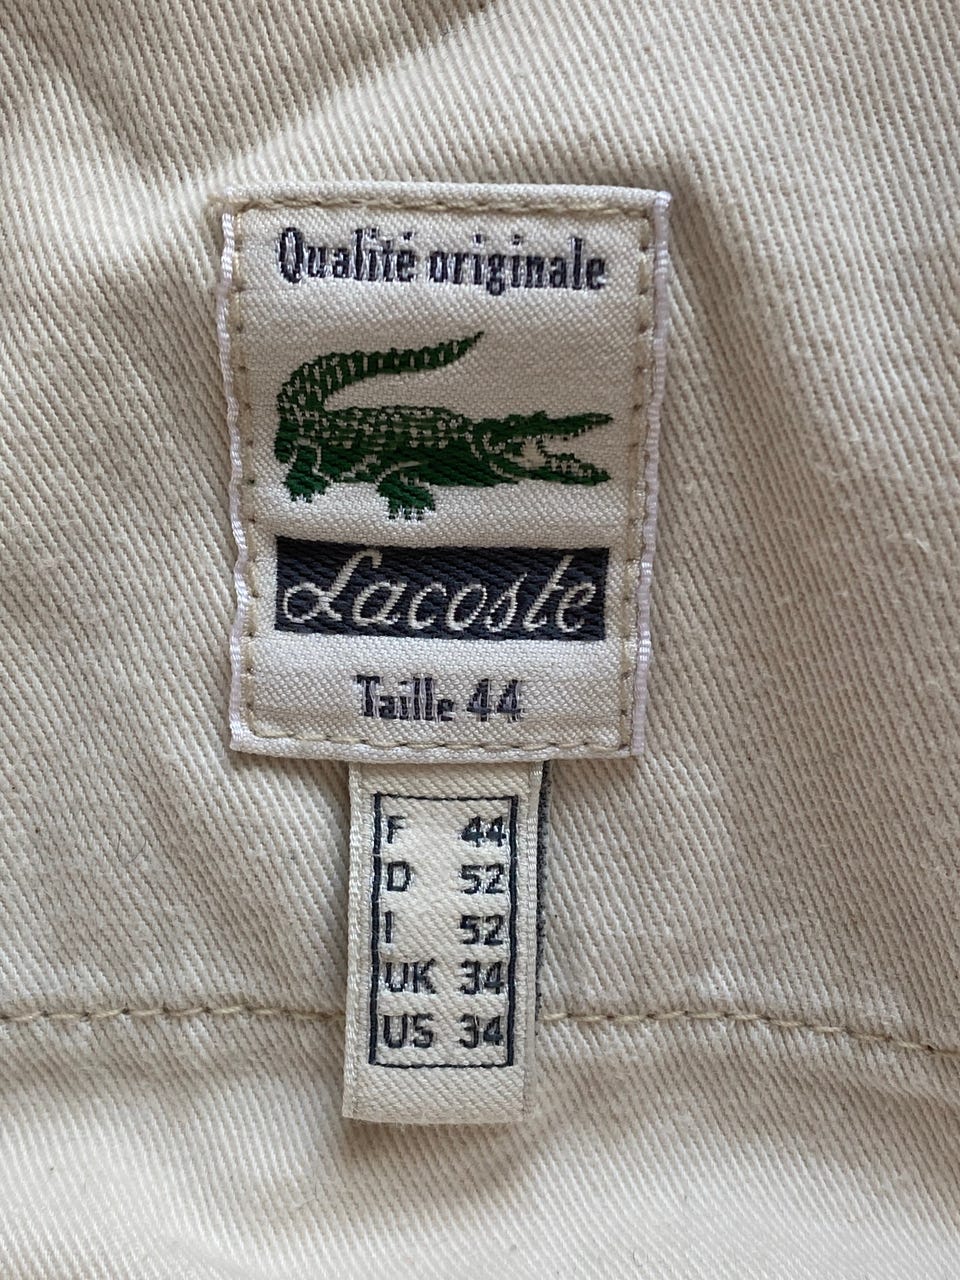 Qualité originale
Lacoste
Taille 44
F 44
D 52
I 52
UK 34
US 34